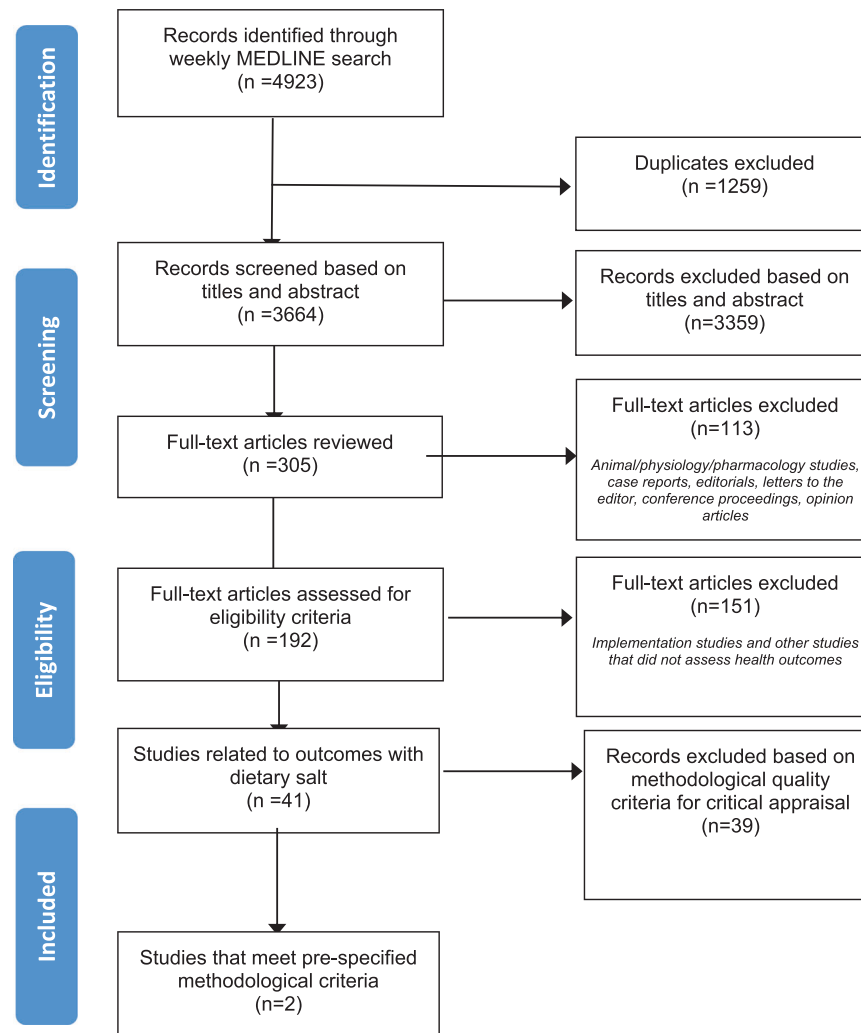 Identification
Records identified through
weekly MEDLINE search
(n =4923)
Duplicates excluded
(n =1259)
Screening
Records screened based on
titles and abstract
(n =3664)
Records excluded based on
titles and abstract
(n=3359)
Full-text articles reviewed
(n =305)
Full-text articles excluded
(n=113)
Animal/physiology/pharmacology studies,
case reports, editorials, letters to the
editor, conference proceedings, opinion
articles
Eligibility
Full-text articles assessed for
eligibility criteria
(n =192)
Full-text articles excluded
(n=151)
Implementation studies and other studies
that did not assess health outcomes
Studies related to outcomes with
dietary salt
(n =41)
Records excluded based on
methodological quality
criteria for critical appraisal
(n=39)
Included
Studies that meet pre-specified
methodological criteria
(n=2)